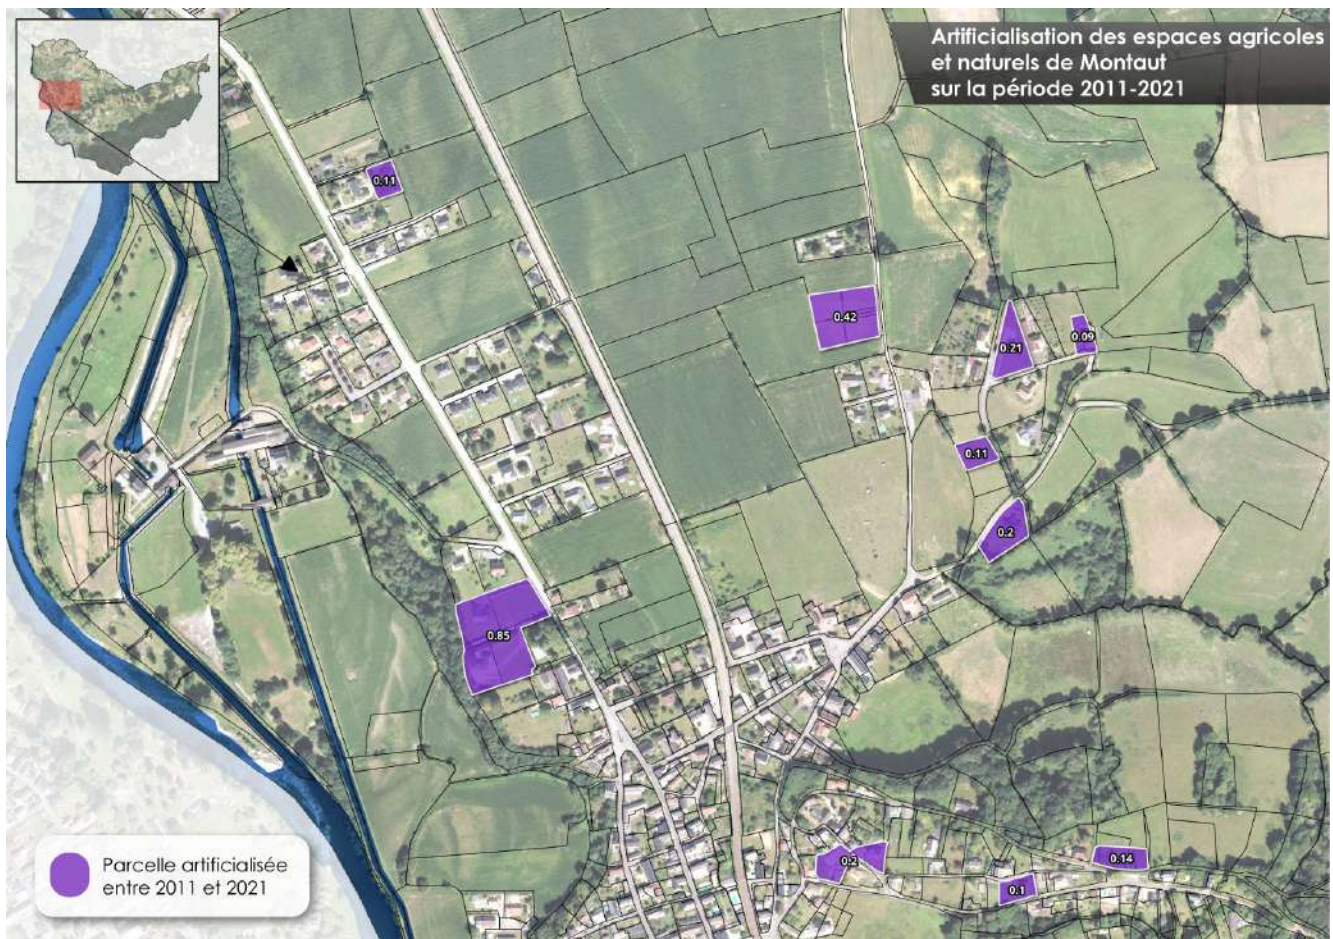 Artificialisation des espaces agricoles
et naturels de Montaut
sur la période 2011-2021
0.11
0.42
0.21
0.09
0.11
0.2
0.85
0.2
0.14
0.1
Parcelle artificialisée
entre 2011 et 2021